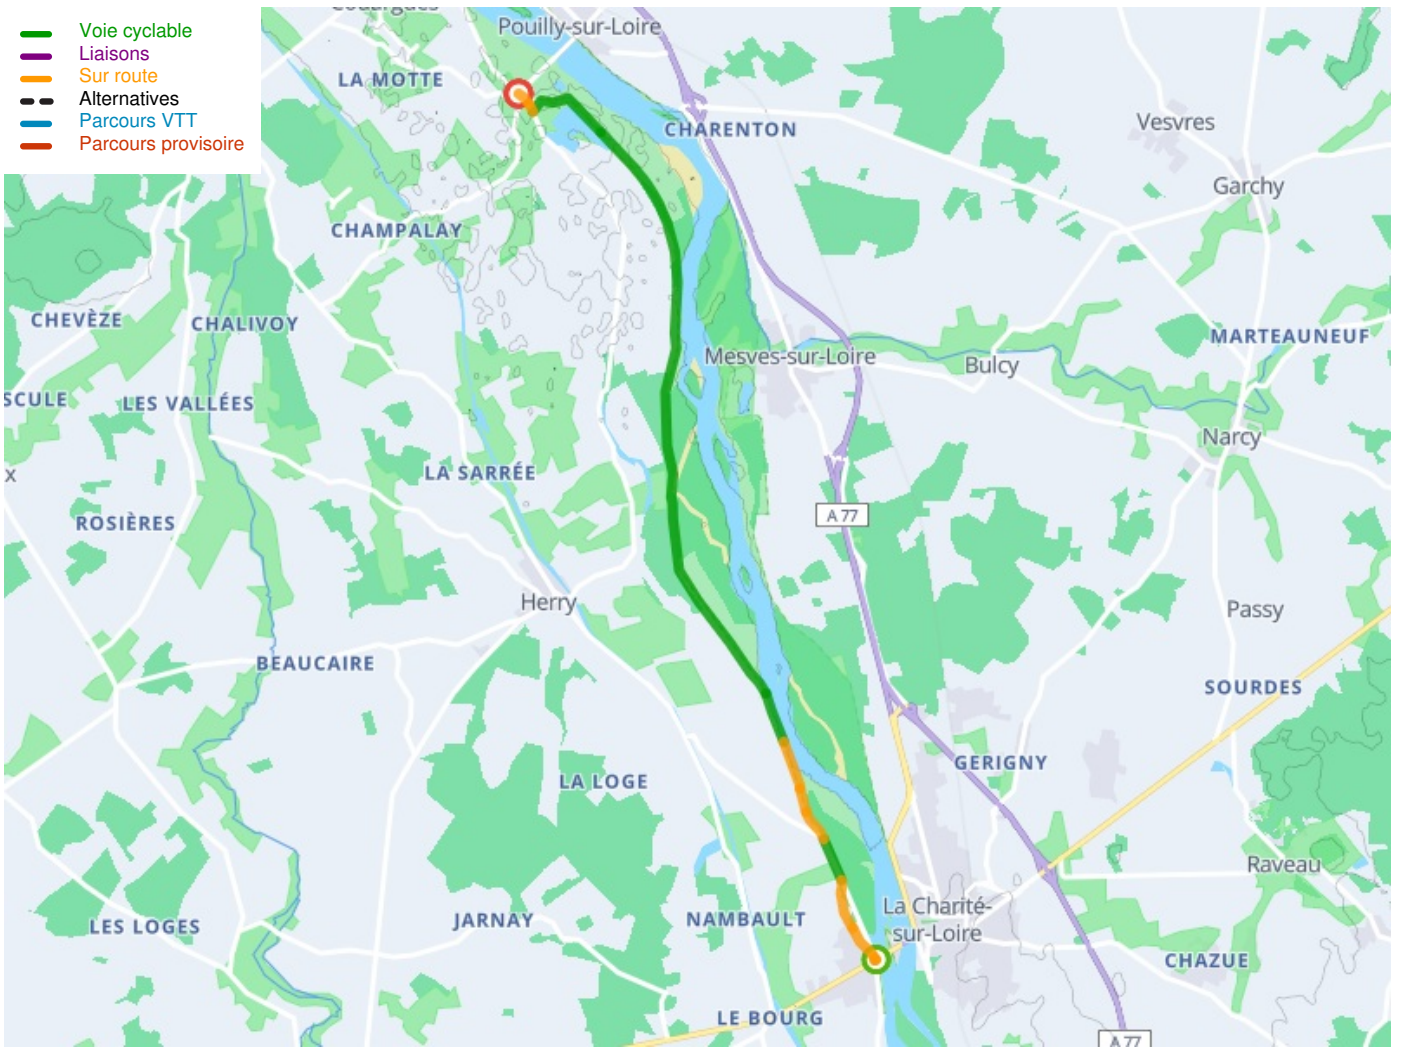 Couargues
Pouilly-sur-Loire
Voie cyclable
Liaisons
Sur route
Alternatives
Parcours VTT
Parcours provisoire
LA MOTTE
CHARENTON
Vesvres
Garchy
CHAMPALAY
CHEVÈZE
CHALIVOY
MARTEAUNEUF
Mesves-sur-Loire
Bulcy
SCULE
LES VALLÉES
Narcy
x
LA SARRÉE
A 77
ROSIÈRES
Herry
Passy
BEAUCAIRE
SOURDES
GERIGNY
LA LOGE
Raveau
LES LOGES
JARNAY
NAMBAULT
La Charité-
sur-Loire
CHAZUE
LE BOURG
A 77